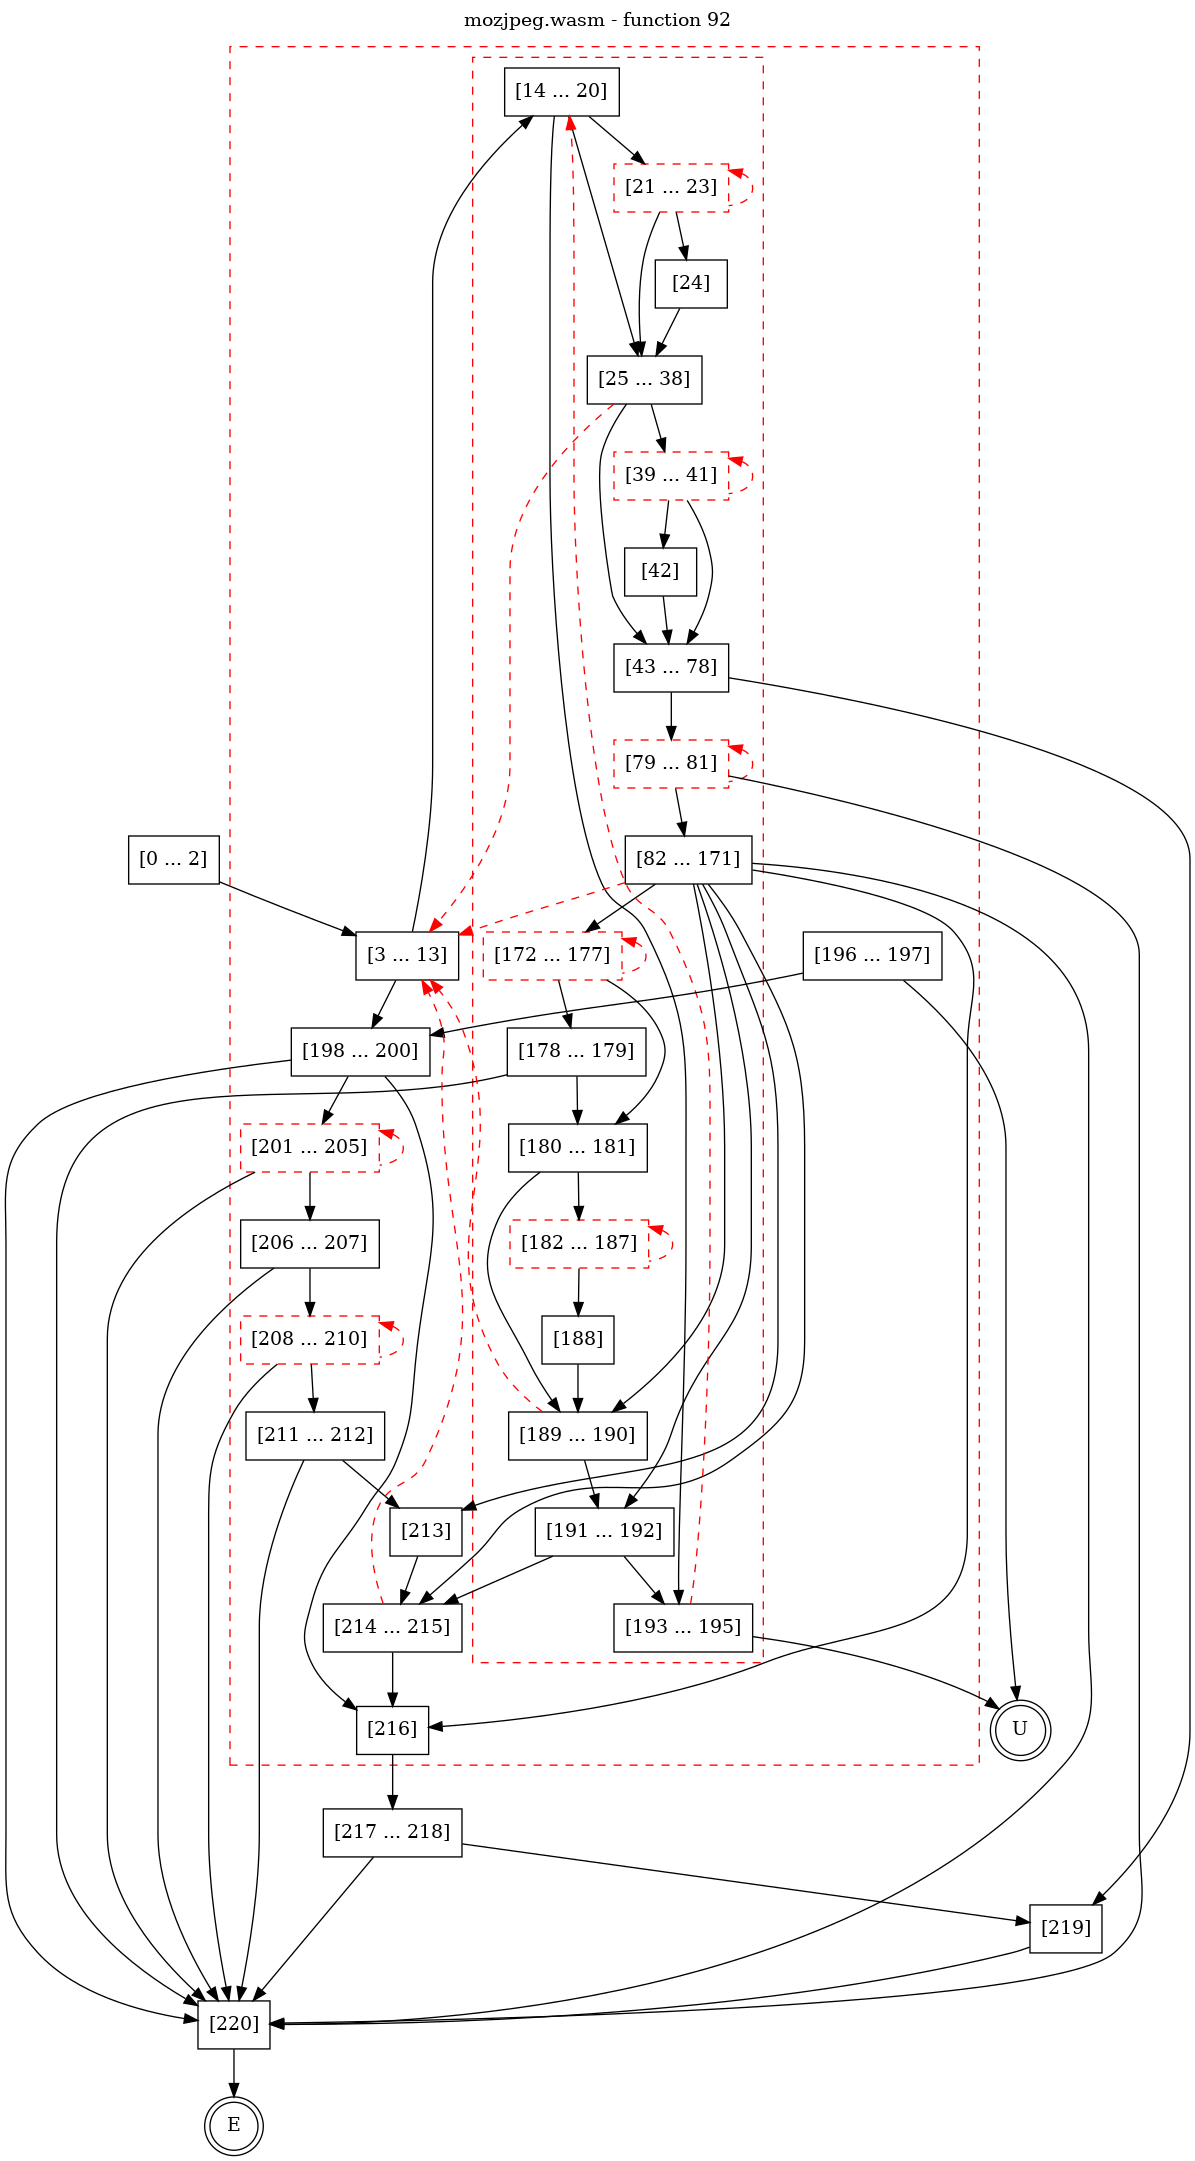 mozjpeg.wasm - function 92
[14 ... 20]
[21 ... 23]
[24]
[25 ... 38]
[39 ... 41]
[42]
[43 ... 78]
[79 ... 81]
[0 ... 2]
[82 ... 171]
[3 ... 13]
[172 ... 177]
[196 ... 197]
[198 ... 200]
[178 ... 179]
[201 ... 205]
[180 ... 181]
[206 ... 207]
[182 ... 187]
[208 ... 210]
[188]
[211 ... 212]
[189 ... 190]
[213]
[191 ... 192]
[214 ... 215]
[193 ... 195]
[216]
U
[217 ... 218]
[219]
[220]
E